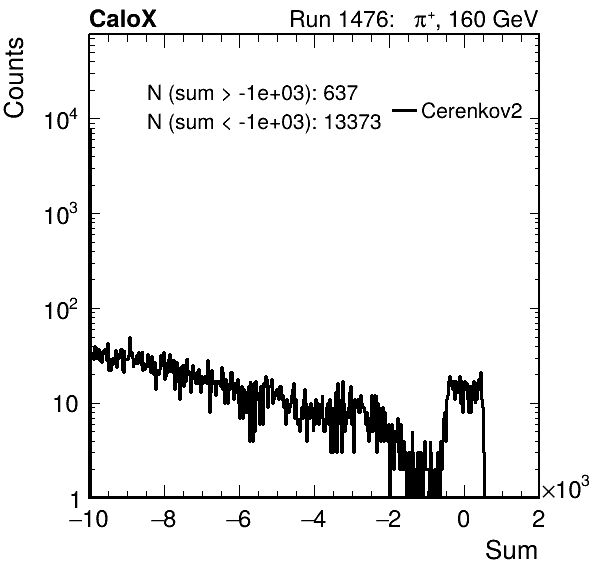 CaloX Run 1476: π⁺, 160 GeV
Counts
N (sum > -1e+03): 637
N (sum < -1e+03): 13373
Cerenkov2
10⁴
10³
10²
10
1
−10 −8 −6 −4 −2 0 2
×10³
Sum